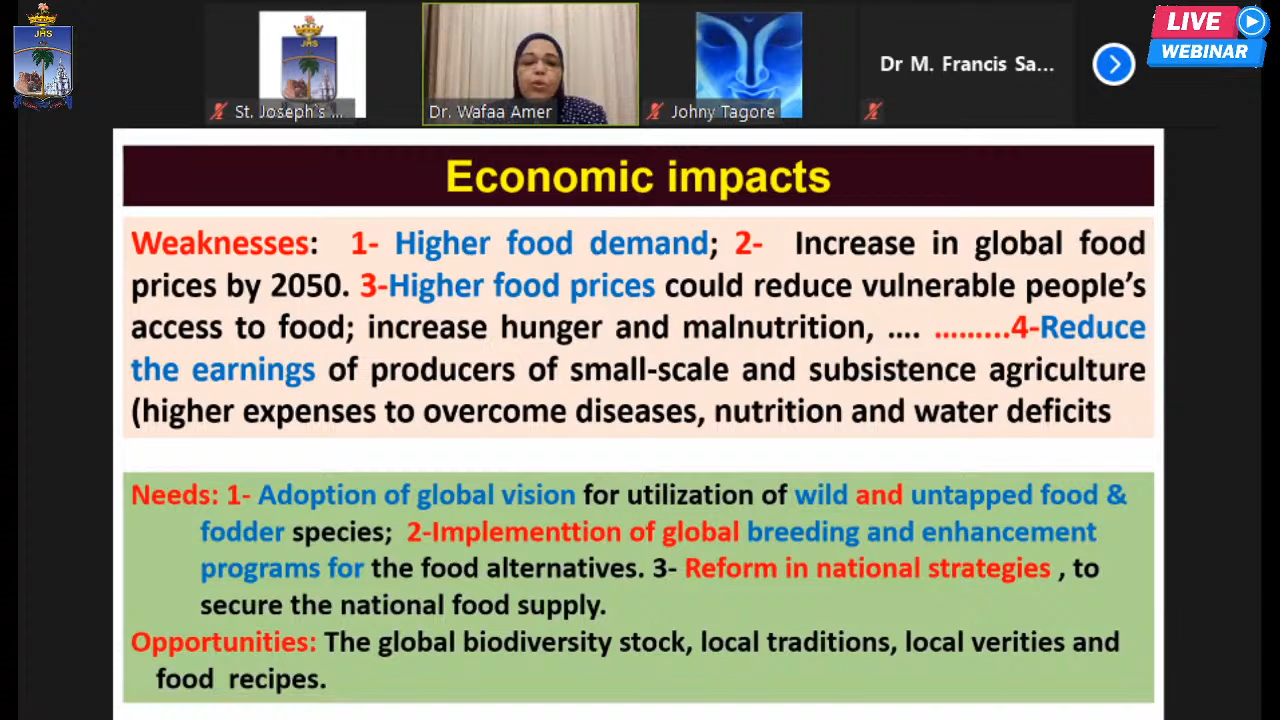 JHS
LIVE
WEBINAR
JHS
St. Joseph's ...
Dr. Wafaa Amer
Johny Tagore
Dr M. Francis Sa...
Economic impacts
Weaknesses: 1- Higher food demand; 2- Increase in global food
prices by 2050. 3-Higher food prices could reduce vulnerable people's
access to food; increase hunger and malnutrition, .... .........4-Reduce
the earnings of producers of small-scale and subsistence agriculture
(higher expenses to overcome diseases, nutrition and water deficits
Needs: 1- Adoption of global vision for utilization of wild and untapped food &
fodder species; 2-Implementtion of global breeding and enhancement
programs for the food alternatives. 3- Reform in national strategies , to
secure the national food supply.
Opportunities: The global biodiversity stock, local traditions, local verities and
food recipes.